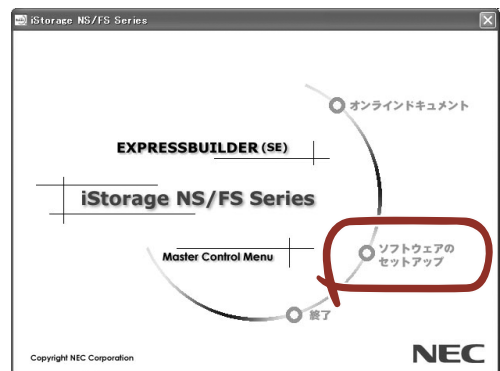 iStorage NS/FS Series
オンラインドキュメント
EXPRESSBUILDER (SE)
iStorage NS/FS Series
ソフトウェアの
セットアップ
Master Control Menu
終了
Copyright NEC Corporation
NEC